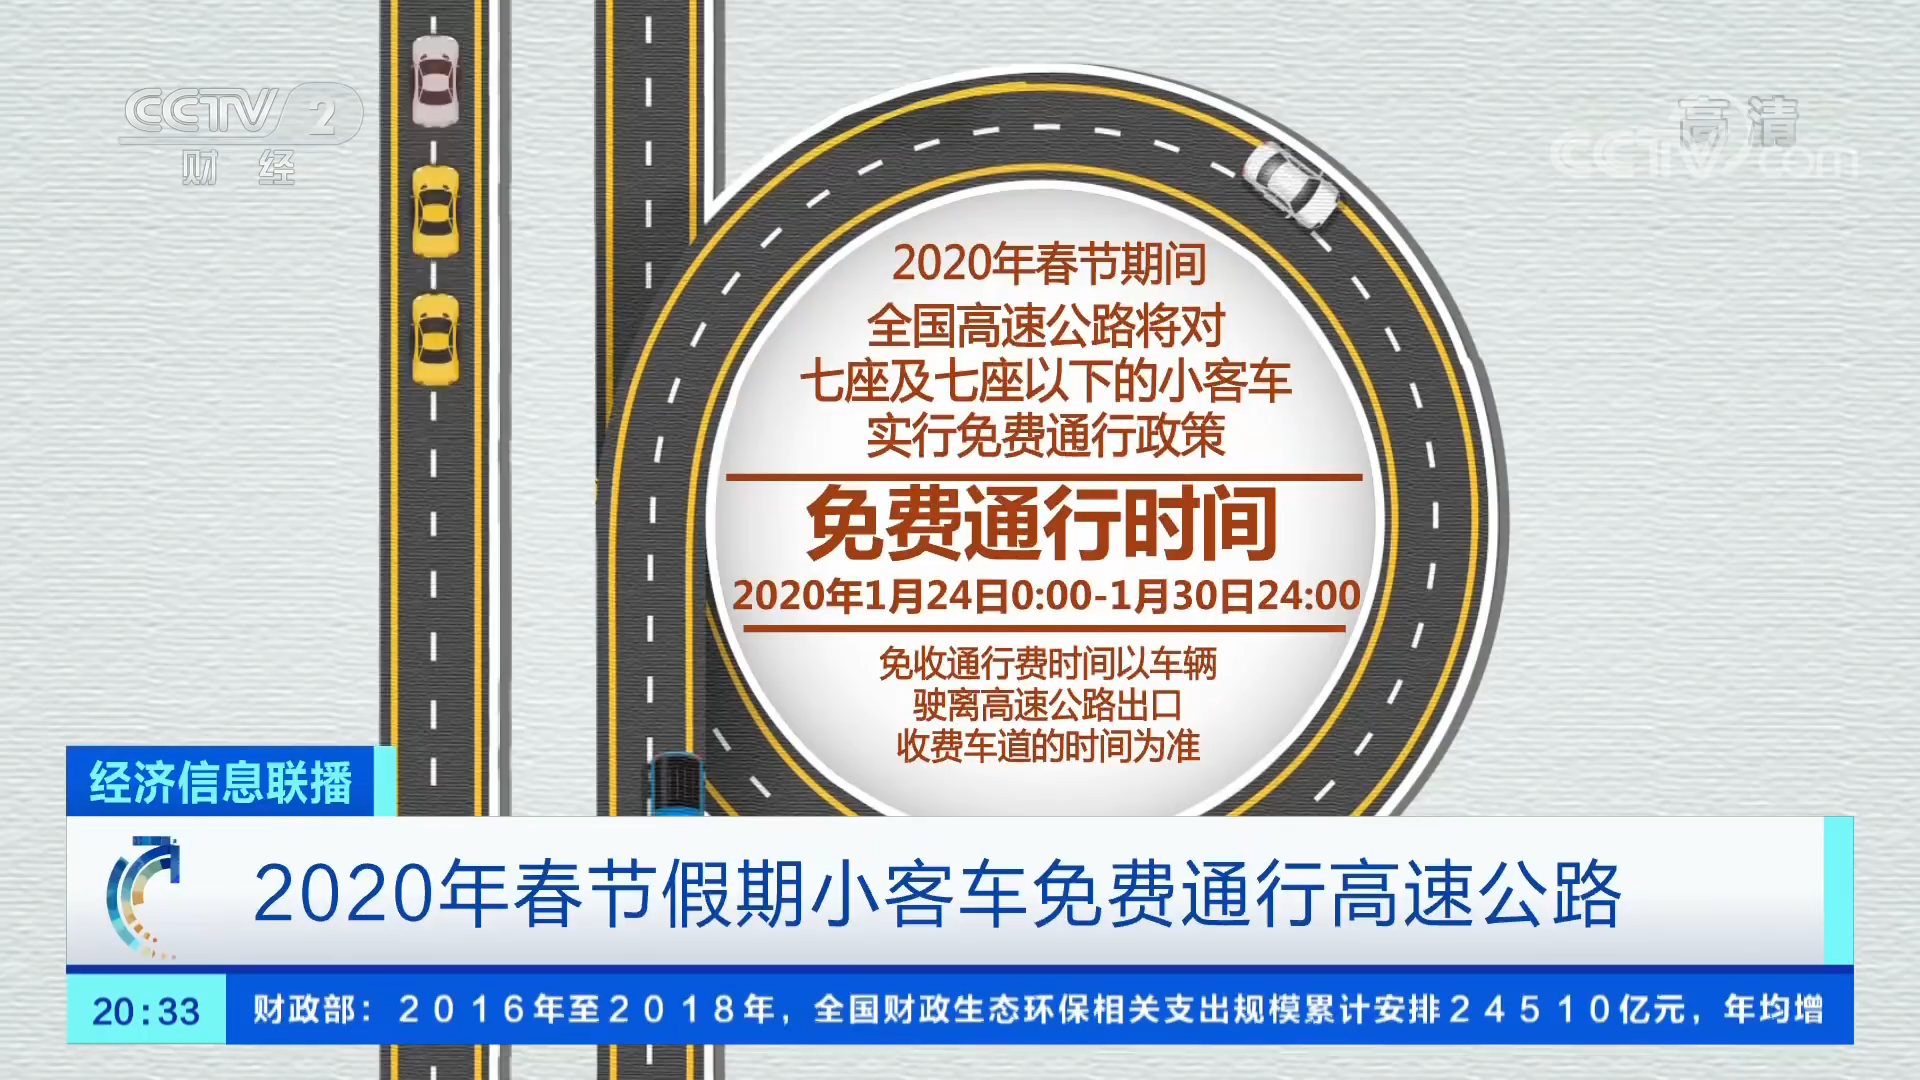 CCTV 2
财 经
高清
CCTV.com
2020年春节期间
全国高速公路将对
七座及七座以下的小客车
实行免费通行政策
免费通行时间
2020年1月24日0:00-1月30日24:00
免收通行费时间以车辆
驶离高速公路出口
收费车道的时间为准
经济信息联播
2020年春节假期小客车免费通行高速公路
20:33
财政部：２０１６年至２０１８年，全国财政生态环保相关支出规模累计安排２４５１０亿元，年均增